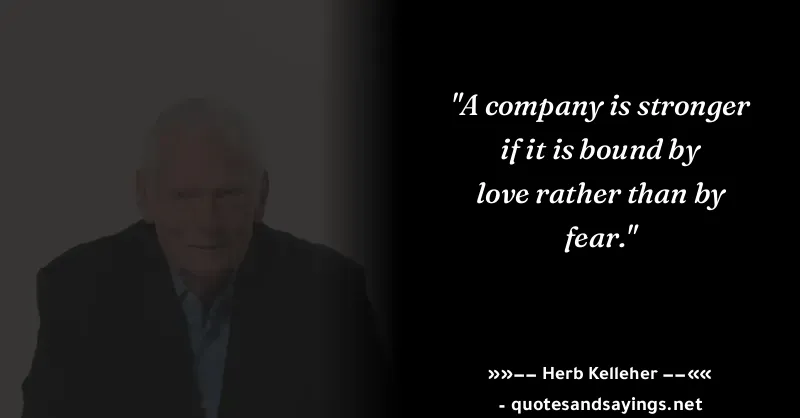 "A company is stronger
if it is bound by
love rather than by
fear."
»»–– Herb Kelleher ––««
- quotesandsayings.net